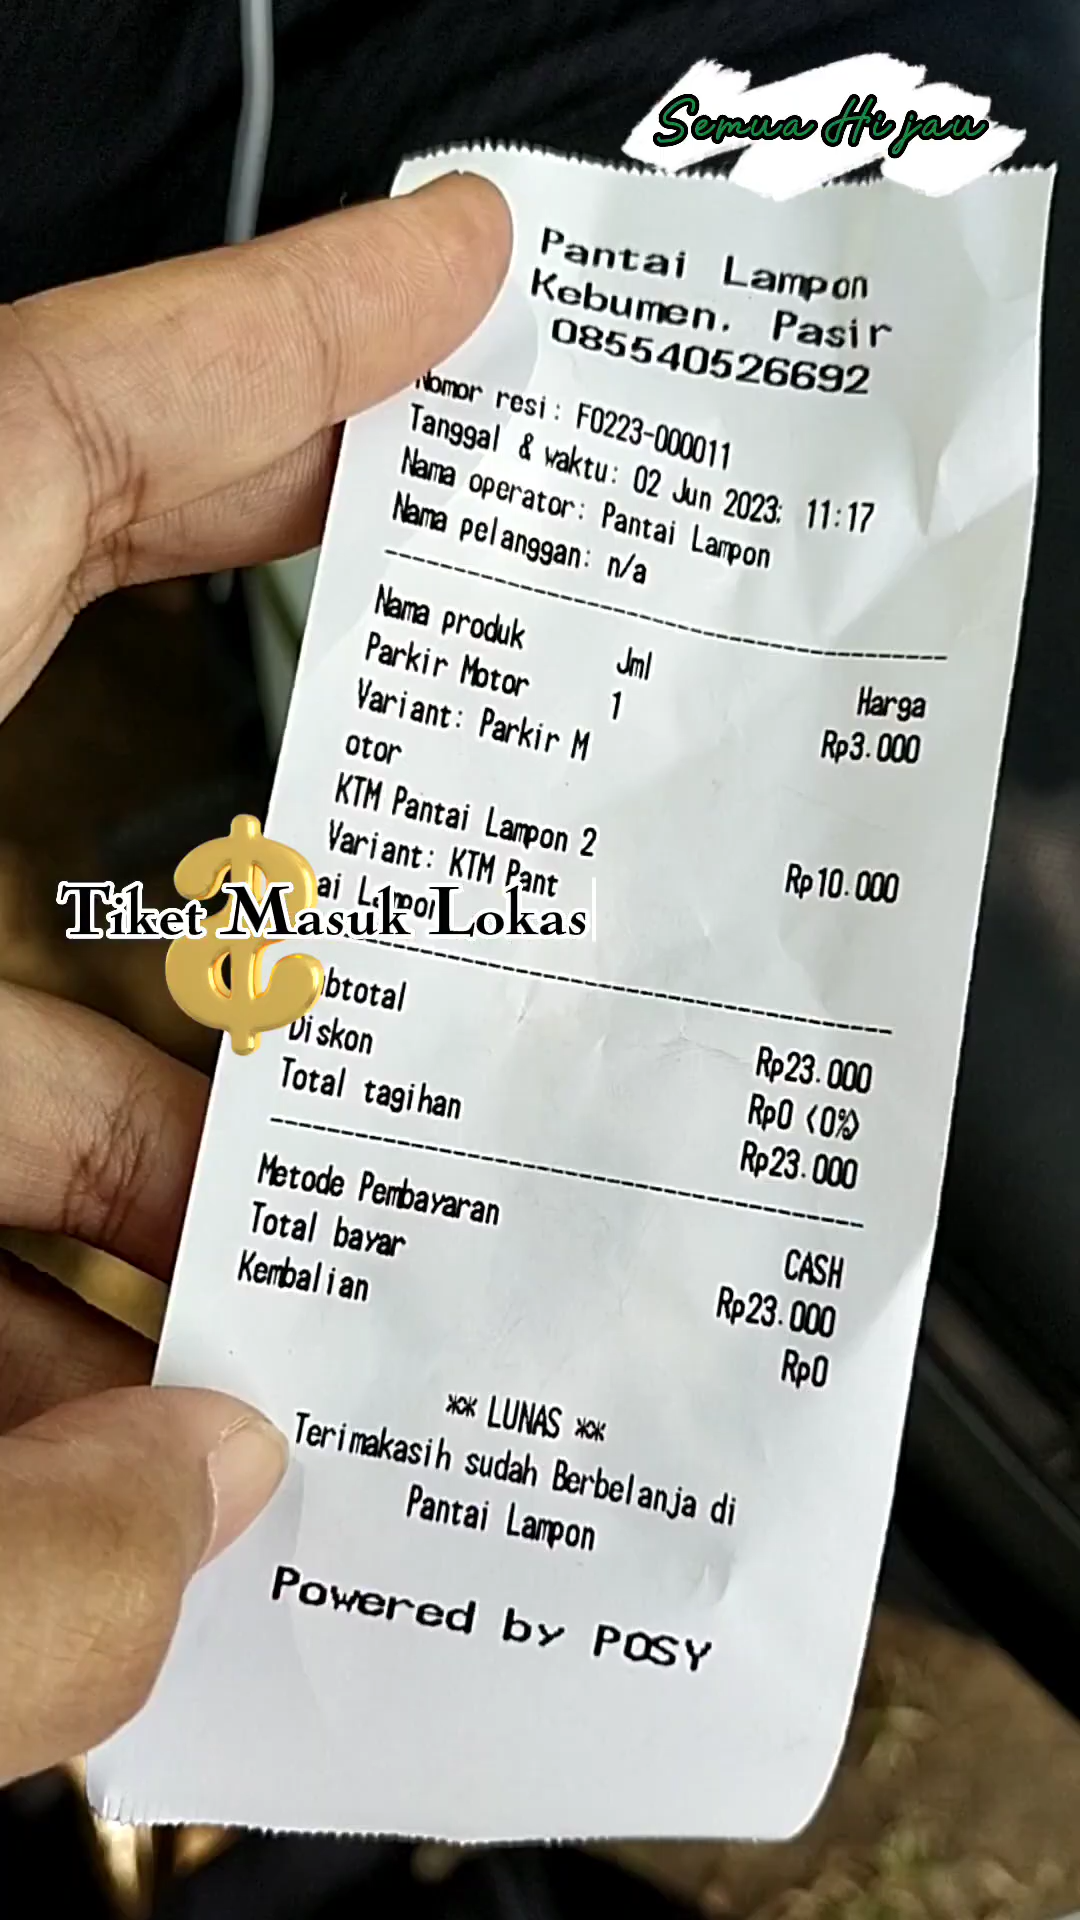 Semua Hijau
Pantai Lampon
Kebumen. Pasir
085540526692
Nomor resi: F0223-000011
Tanggal & waktu: 02 Jun 2023: 11:17
Nama operator: Pantai Lampon
Nama pelanggan: n/a
Nama produk Jml Harga
Parkir Motor 1 Rp3.000
Variant: Parkir M
otor
KTM Pantai Lampon 2 Rp10.000
Variant: KTM Pant
ai Lampon
Tiket Masuk Lokas
btotal Rp23.000
Diskon Rp0 (0%)
Total tagihan Rp23.000
Metode Pembayaran CASH
Total bayar Rp23.000
Kembalian Rp0
** LUNAS **
Terimakasih sudah Berbelanja di
Pantai Lampon
Powered by POSY